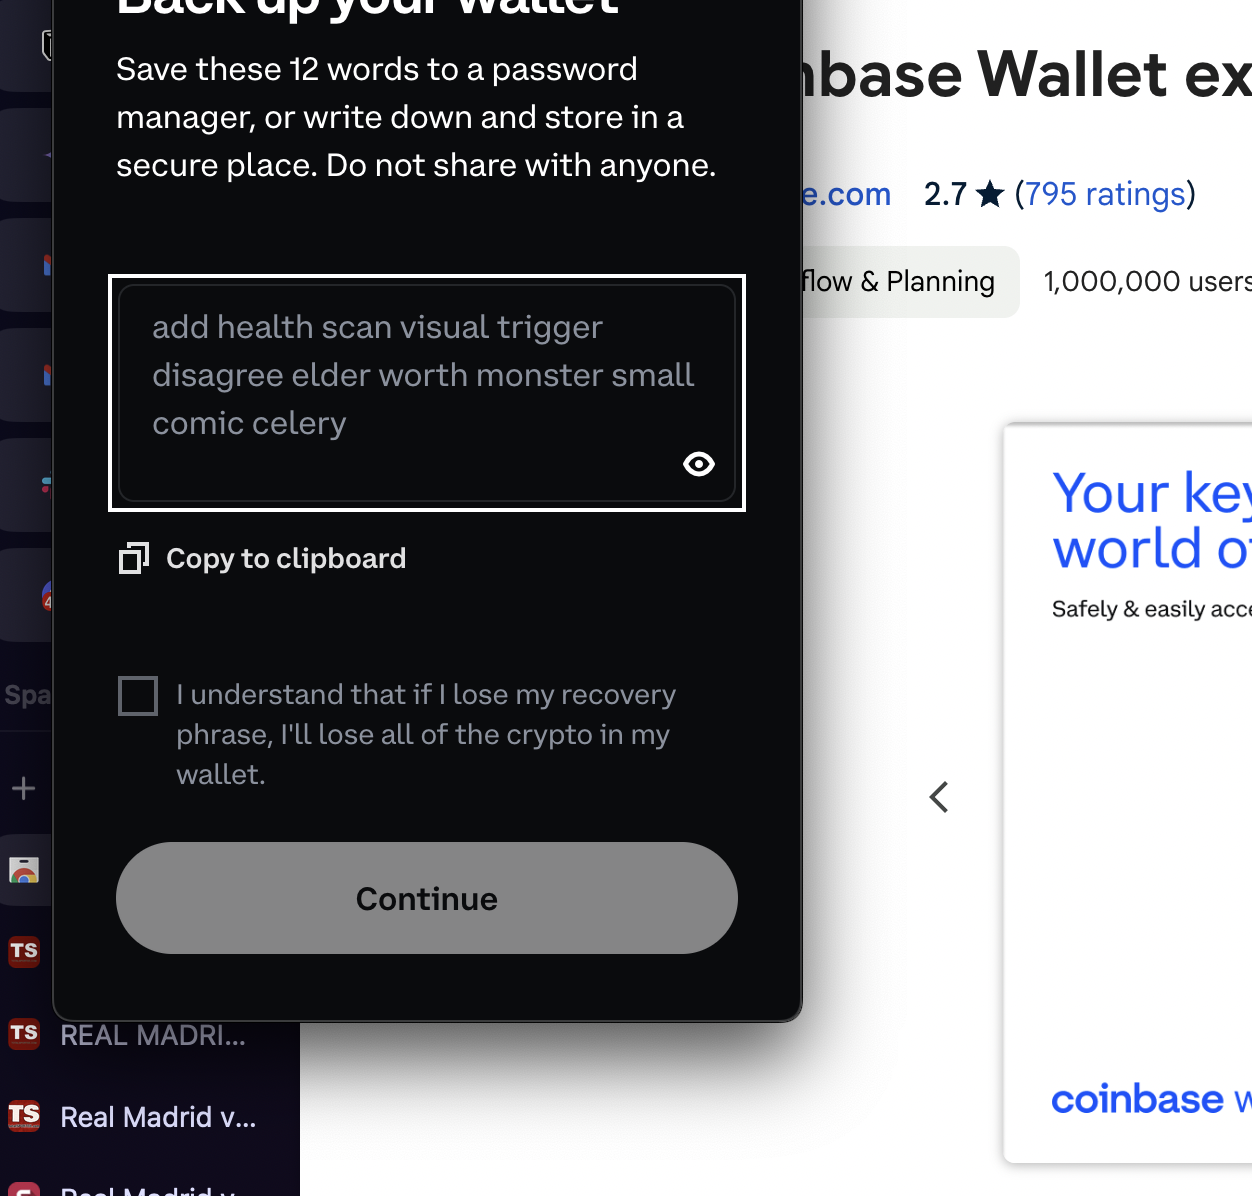 Back up your wallet
Save these 12 words to a password
manager, or write down and store in a
secure place. Do not share with anyone.
add health scan visual trigger
disagree elder worth monster small
comic celery
Copy to clipboard
I understand that if I lose my recovery
phrase, I'll lose all of the crypto in my
wallet.
Continue
nbase Wallet ex
e.com 2.7 ★ (795 ratings)
flow & Planning 1,000,000 users
Your key
world of
Safely & easily acce
coinbase w
Spa
TS
TS REAL MADRI...
TS Real Madrid v...
Real Madrid v